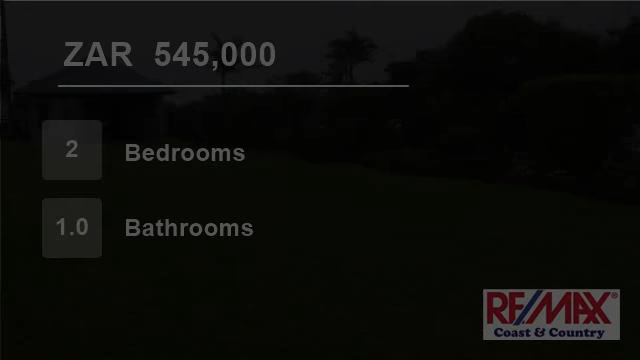 ZAR 545,000
2 Bedrooms
1.0 Bathrooms
RE/MAX®
Coast & Country